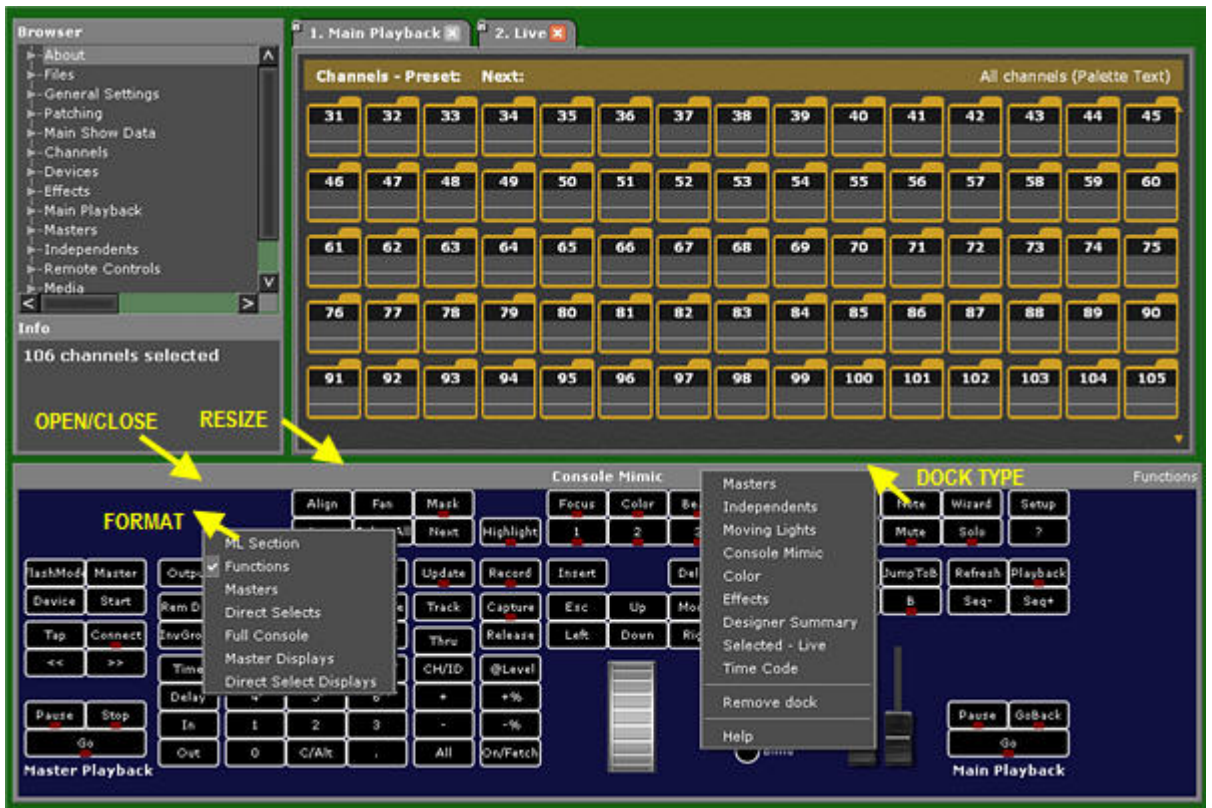 Browser
1. Main Playback
2. Live
About
Files
General Settings
Patching
Main Show Data
Channels
Devices
Effects
Main Playback
Masters
Independents
Remote Controls
Media
Channels - Preset: Next: All channels (Palette Text)
31 32 33 34 35 36 37 38 39 40 41 42 43 44 45
46 47 48 49 50 51 52 53 54 55 56 57 58 59 60
61 62 63 64 65 66 67 68 69 70 71 72 73 74 75
76 77 78 79 80 81 82 83 84 85 86 87 88 89 90
91 92 93 94 95 96 97 98 99 100 101 102 103 104 105
Info
106 channels selected
OPEN/CLOSE
RESIZE
FORMAT
DOCK TYPE
Console Mimic
Functions
Align Fan Mask Focus Color Wizard Setup
Next Highlight 1 2 Mute Solo ?
Master Update Record Insert JumpToB Refresh Playback
Device Start Track Capture Esc Up B Seq- Seq+
Tap Connect Thru Release Left Down
<< >> Time CH/ID @Level
Delay + +%
Pause Stop In 1 2 3 - -% Pause GoBack
Go Out 0 C/Alt . All On/Fetch Go
Master Playback
Main Playback
ML Section
Functions
Masters
Direct Selects
Full Console
Master Displays
Direct Select Displays
Masters
Independents
Moving Lights
Console Mimic
Color
Effects
Designer Summary
Selected - Live
Time Code
Remove dock
Help